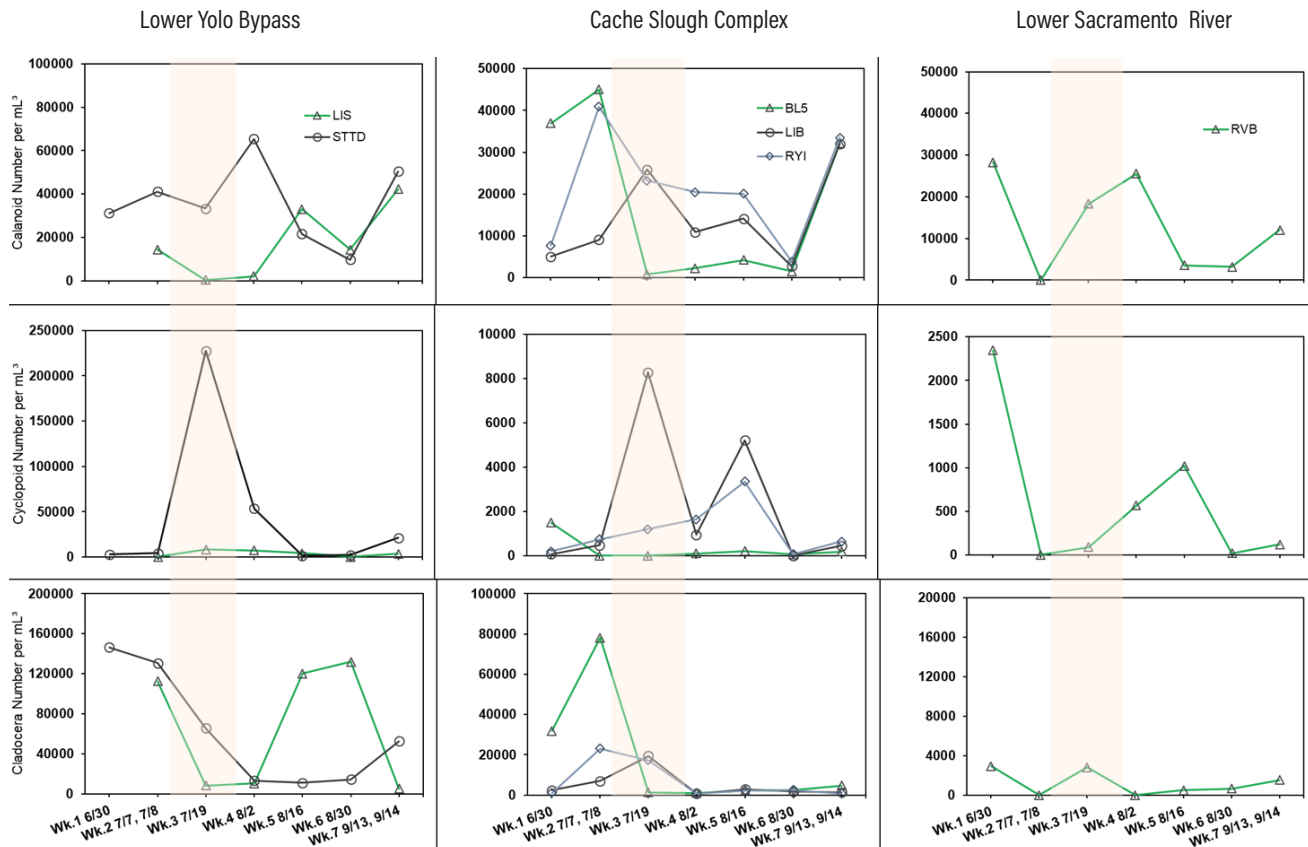 Lower Yolo Bypass
Cache Slough Complex
Lower Sacramento River
Calanoid Number per mL³
100000
80000
60000
40000
20000
0
LIS
STTD
50000
40000
30000
20000
10000
0
BL5
LIB
RYI
50000
40000
30000
20000
10000
0
RVB
Cyclopoid Number per mL³
250000
200000
150000
100000
50000
0
10000
8000
6000
4000
2000
0
2500
2000
1500
1000
500
0
Cladocera Number per mL³
200000
160000
120000
80000
40000
0
100000
80000
60000
40000
20000
0
20000
16000
12000
8000
4000
0
Wk.1 6/30
Wk.2 7/7, 7/8
Wk.3 7/19
Wk.4 8/2
Wk.5 8/16
Wk.6 8/30
Wk.7 9/13, 9/14
Wk.1 6/30
Wk.2 7/7, 7/8
Wk.3 7/19
Wk.4 8/2
Wk.5 8/16
Wk.6 8/30
Wk.7 9/13, 9/14
Wk.1 6/30
Wk.2 7/7, 7/8
Wk.3 7/19
Wk.4 8/2
Wk.5 8/16
Wk.6 8/30
Wk.7 9/13, 9/14